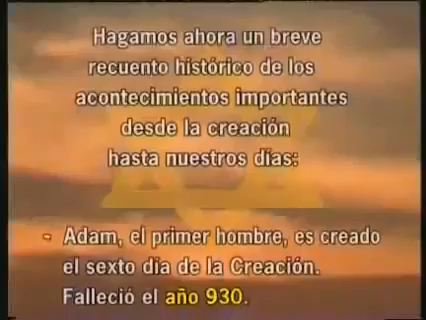 Hagamos ahora un breve
recuento histórico de los
acontecimientos importantes
desde la creación
hasta nuestros días:
- Adam, el primer hombre, es creado
el sexto dia de la Creación.
Falleció el año 930.